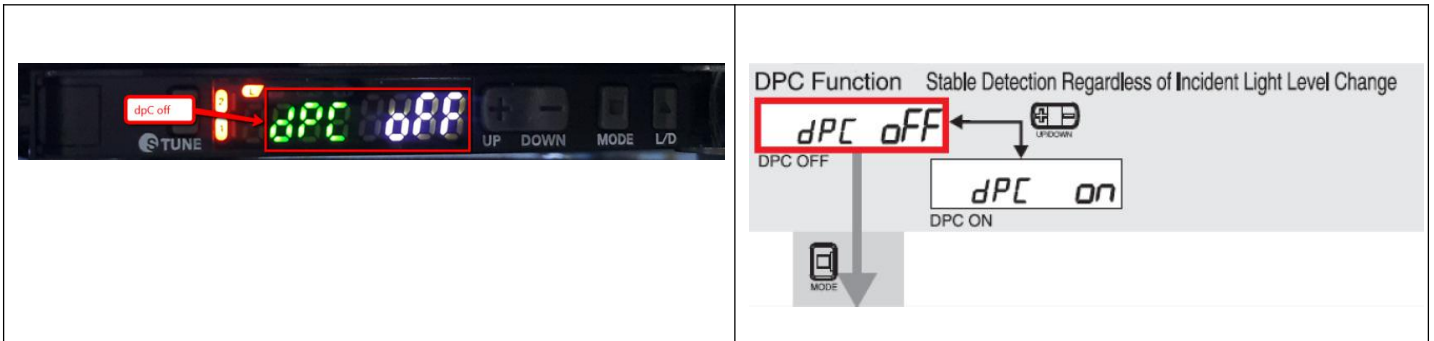 dpC off
2
L
1
dPC oFF
S TUNE
UP DOWN MODE L/D
DPC Function Stable Detection Regardless of Incident Light Level Change
dPC oFF
UP/DOWN
DPC OFF
dPC on
DPC ON
MODE